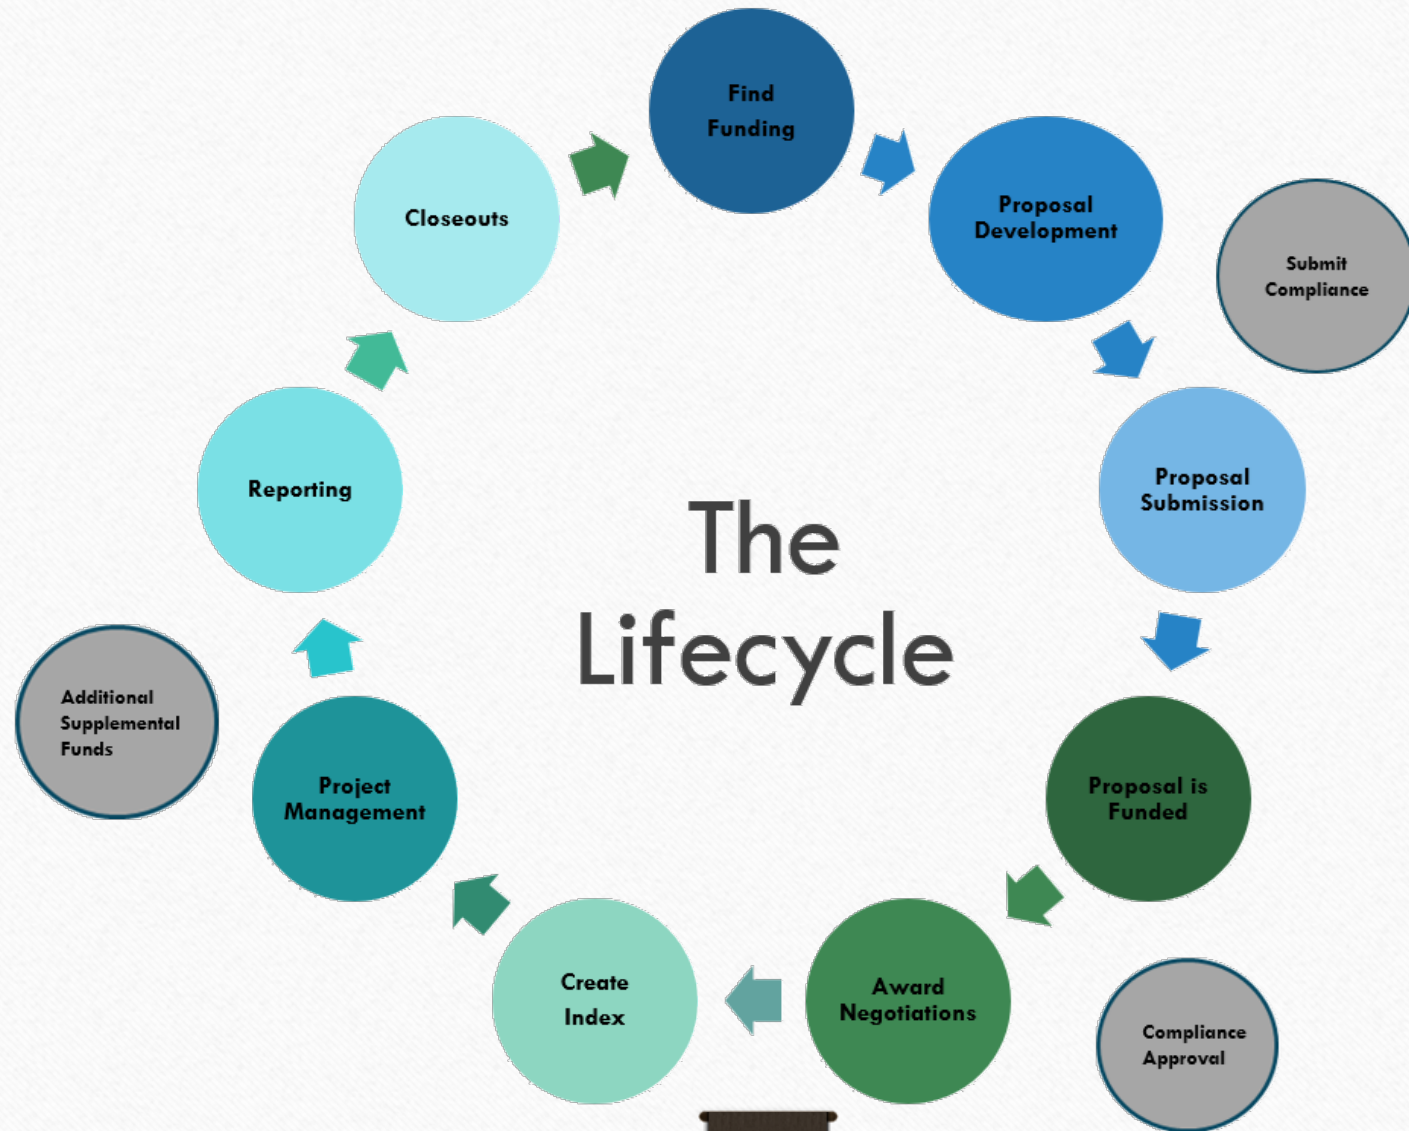 Find
Funding
Proposal
Development
Submit
Compliance
Proposal
Submission
Proposal is
Funded
Compliance
Approval
Award
Negotiations
Create
Index
Project
Management
Additional
Supplemental
Funds
Reporting
Closeouts
The
Lifecycle